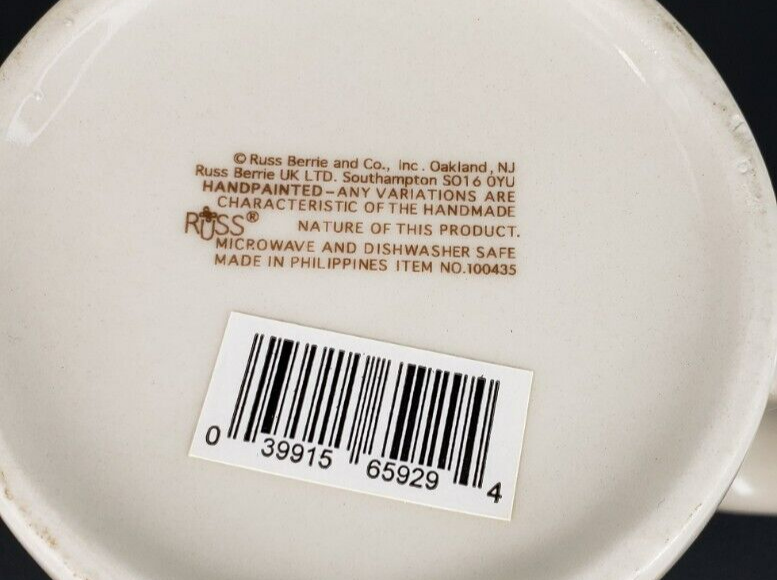 © Russ Berrie and Co., Inc. Oakland, NJ
Russ Berrie UK LTD. Southampton SO16 0YU
HANDPAINTED–ANY VARIATIONS ARE
CHARACTERISTIC OF THE HANDMADE
RUSS® NATURE OF THIS PRODUCT.
MICROWAVE AND DISHWASHER SAFE
MADE IN PHILIPPINES ITEM NO.100435
0 39915 65929 4